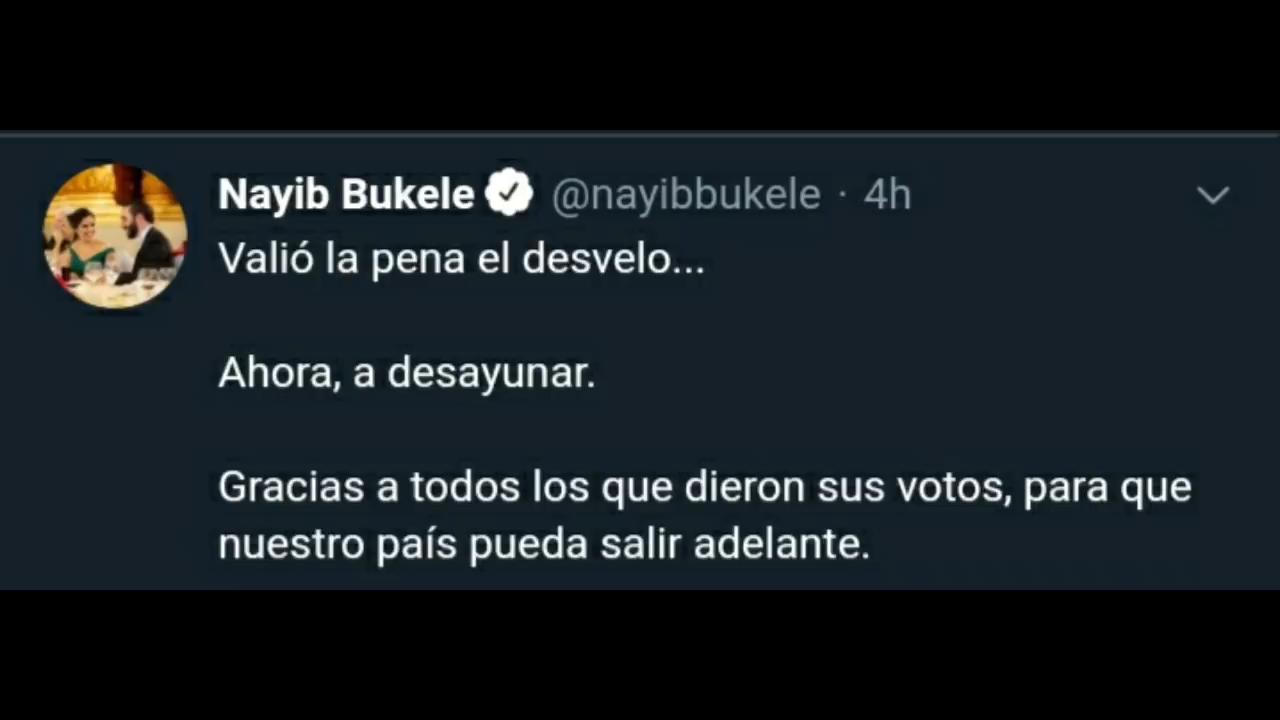 Nayib Bukele @nayibbukele · 4h
Valió la pena el desvelo...
Ahora, a desayunar.
Gracias a todos los que dieron sus votos, para que
nuestro país pueda salir adelante.